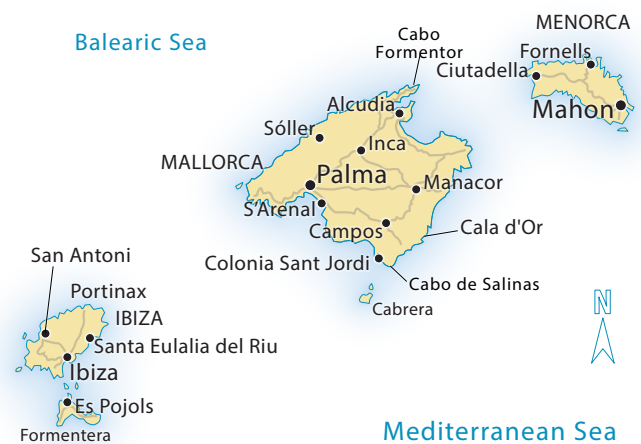 MENORCA
Balearic Sea
Cabo
Formentor
Fornells
Ciutadella
Alcudia
Mahon
Sóller
Inca
MALLORCA
Palma
Manacor
S'Arenal
Campos
Cala d'Or
San Antoni
Colonia Sant Jordi
Cabo de Salinas
Portinax
Cabrera
IBIZA
N
Santa Eulalia del Riu
Ibiza
Es Pojols
Formentera
Mediterranean Sea